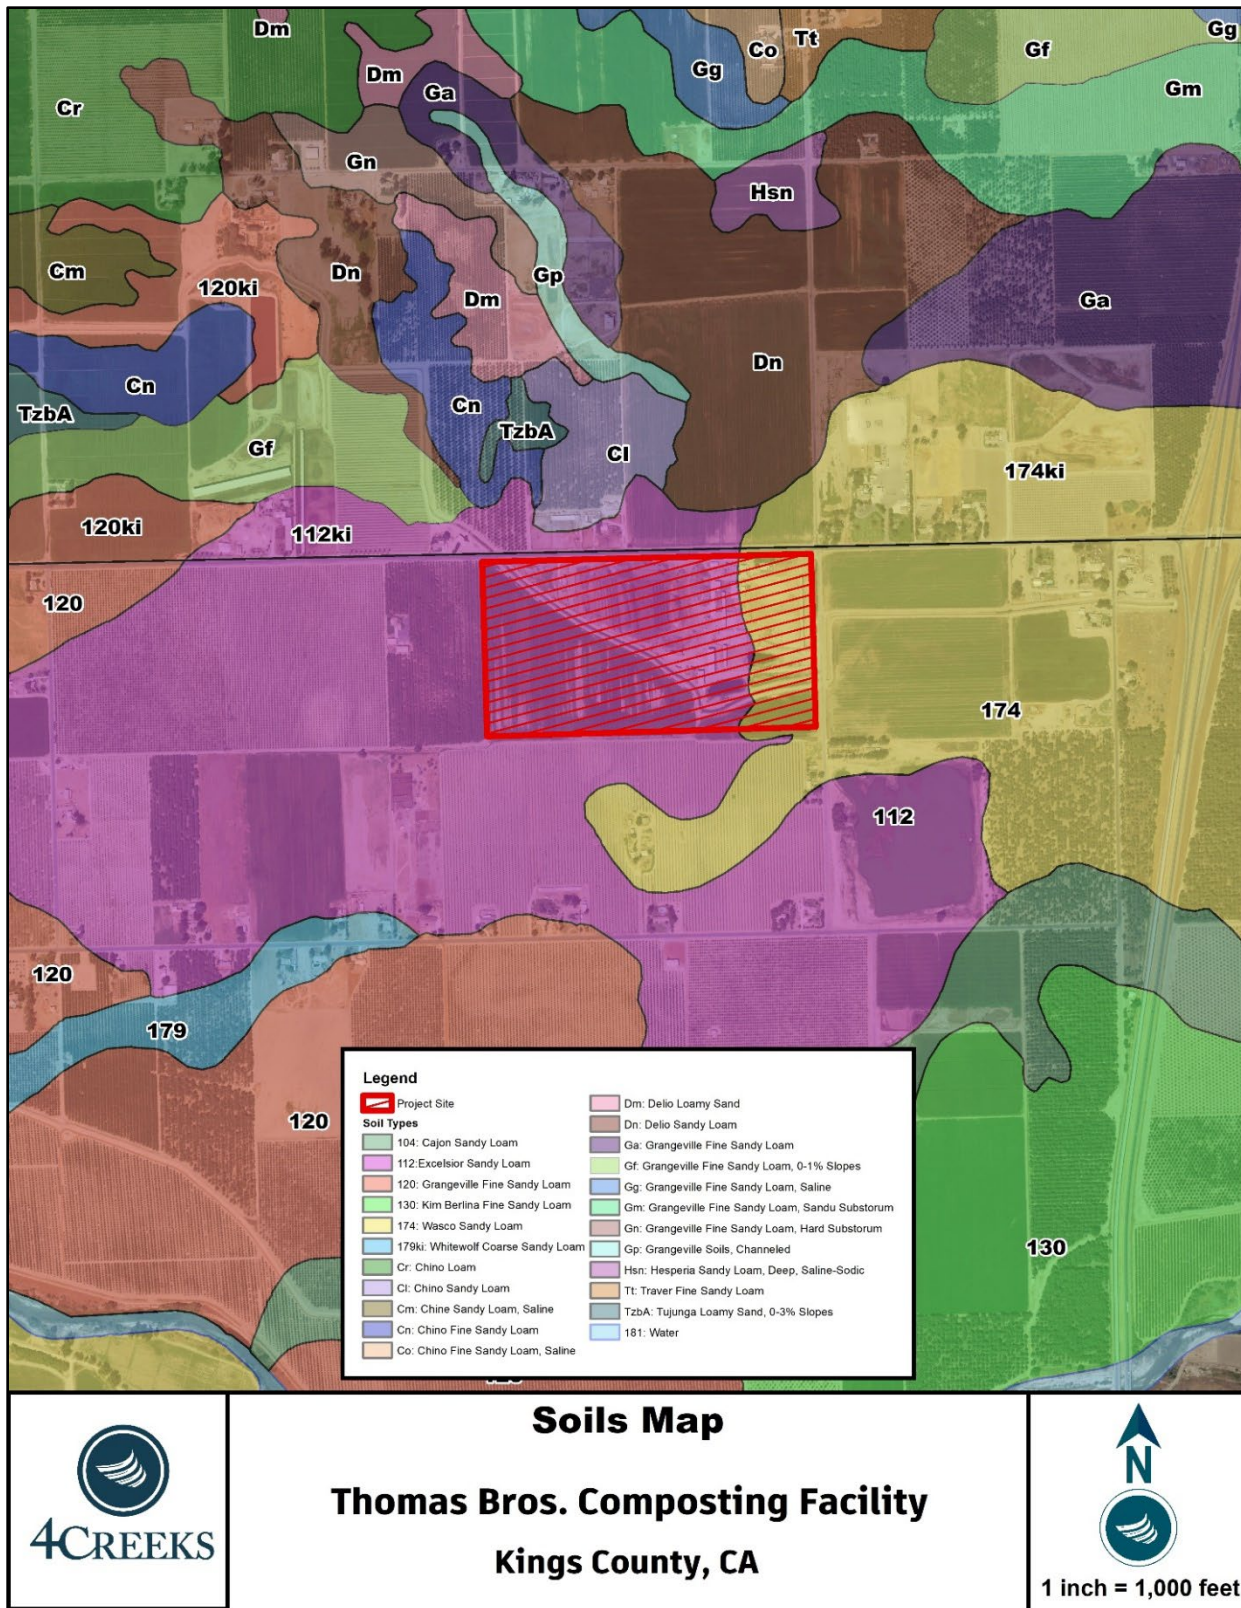 Dm
Co
Tt
Gf
Gg
Dm
Gg
Ga
Gm
Cr
Gn
Hsn
Cm
120ki
Dn
Gp
Dm
Ga
Cn
Dn
TzbA
Cn
TzbA
Gf
Cl
174ki
120ki
112ki
120
174
112
120
179
120
130
Legend
Project Site
Soil Types
104: Cajon Sandy Loam
112:Excelsior Sandy Loam
120: Grangeville Fine Sandy Loam
130: Kim Berlina Fine Sandy Loam
174: Wasco Sandy Loam
179ki: Whitewolf Coarse Sandy Loam
Cr: Chino Loam
Cl: Chino Sandy Loam
Cm: Chine Sandy Loam, Saline
Cn: Chino Fine Sandy Loam
Co: Chino Fine Sandy Loam, Saline
Dm: Delio Loamy Sand
Dn: Delio Sandy Loam
Ga: Grangeville Fine Sandy Loam
Gf: Grangeville Fine Sandy Loam, 0-1% Slopes
Gg: Grangeville Fine Sandy Loam, Saline
Gm: Grangeville Fine Sandy Loam, Sandu Substorum
Gn: Grangeville Fine Sandy Loam, Hard Substorum
Gp: Grangeville Soils, Channeled
Hsn: Hesperia Sandy Loam, Deep, Saline-Sodic
Tt: Traver Fine Sandy Loam
TzbA: Tujunga Loamy Sand, 0-3% Slopes
181: Water
4CREEKS
Soils Map
Thomas Bros. Composting Facility
Kings County, CA
N
1 inch = 1,000 feet